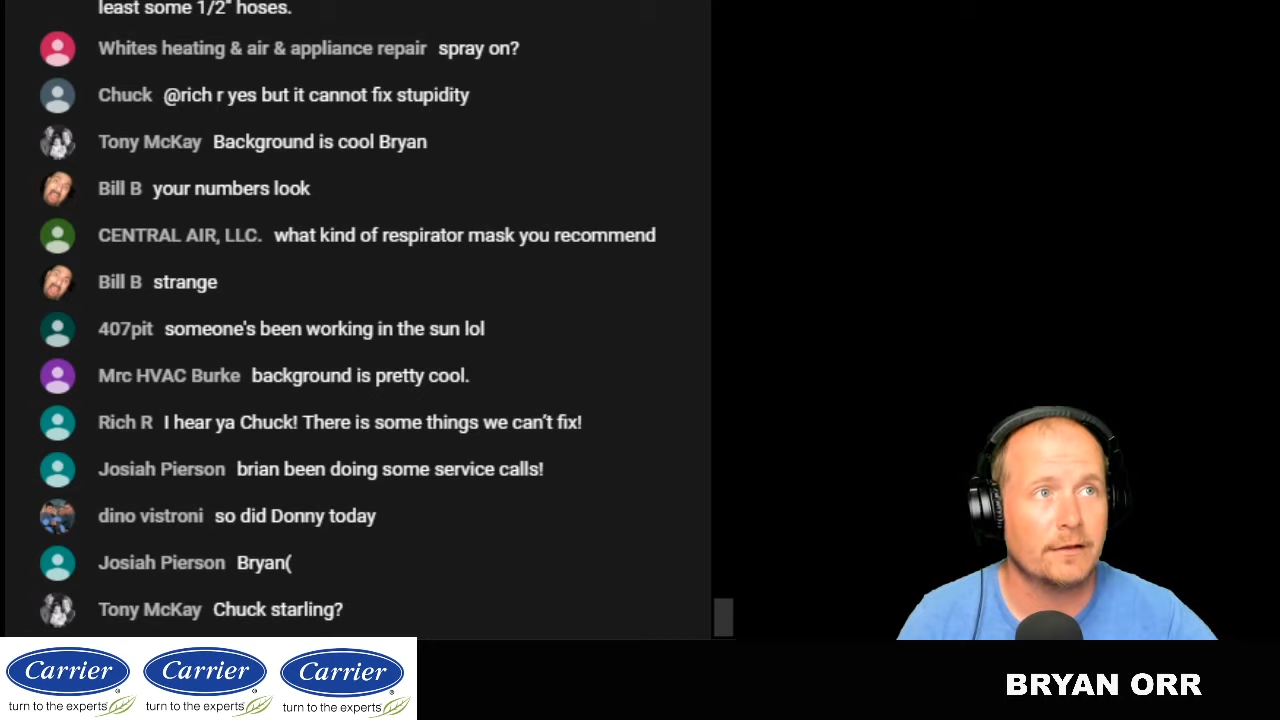 least some 1/2" hoses.
Whites heating & air & appliance repair spray on?
Chuck @rich r yes but it cannot fix stupidity
Tony McKay Background is cool Bryan
Bill B your numbers look
CENTRAL AIR, LLC. what kind of respirator mask you recommend
Bill B strange
407pit someone's been working in the sun lol
Mrc HVAC Burke background is pretty cool.
Rich R I hear ya Chuck! There is some things we can't fix!
Josiah Pierson brian been doing some service calls!
dino vistroni so did Donny today
Josiah Pierson Bryan(
Tony McKay Chuck starling?
Carrier Carrier Carrier
turn to the experts turn to the experts turn to the experts
BRYAN ORR